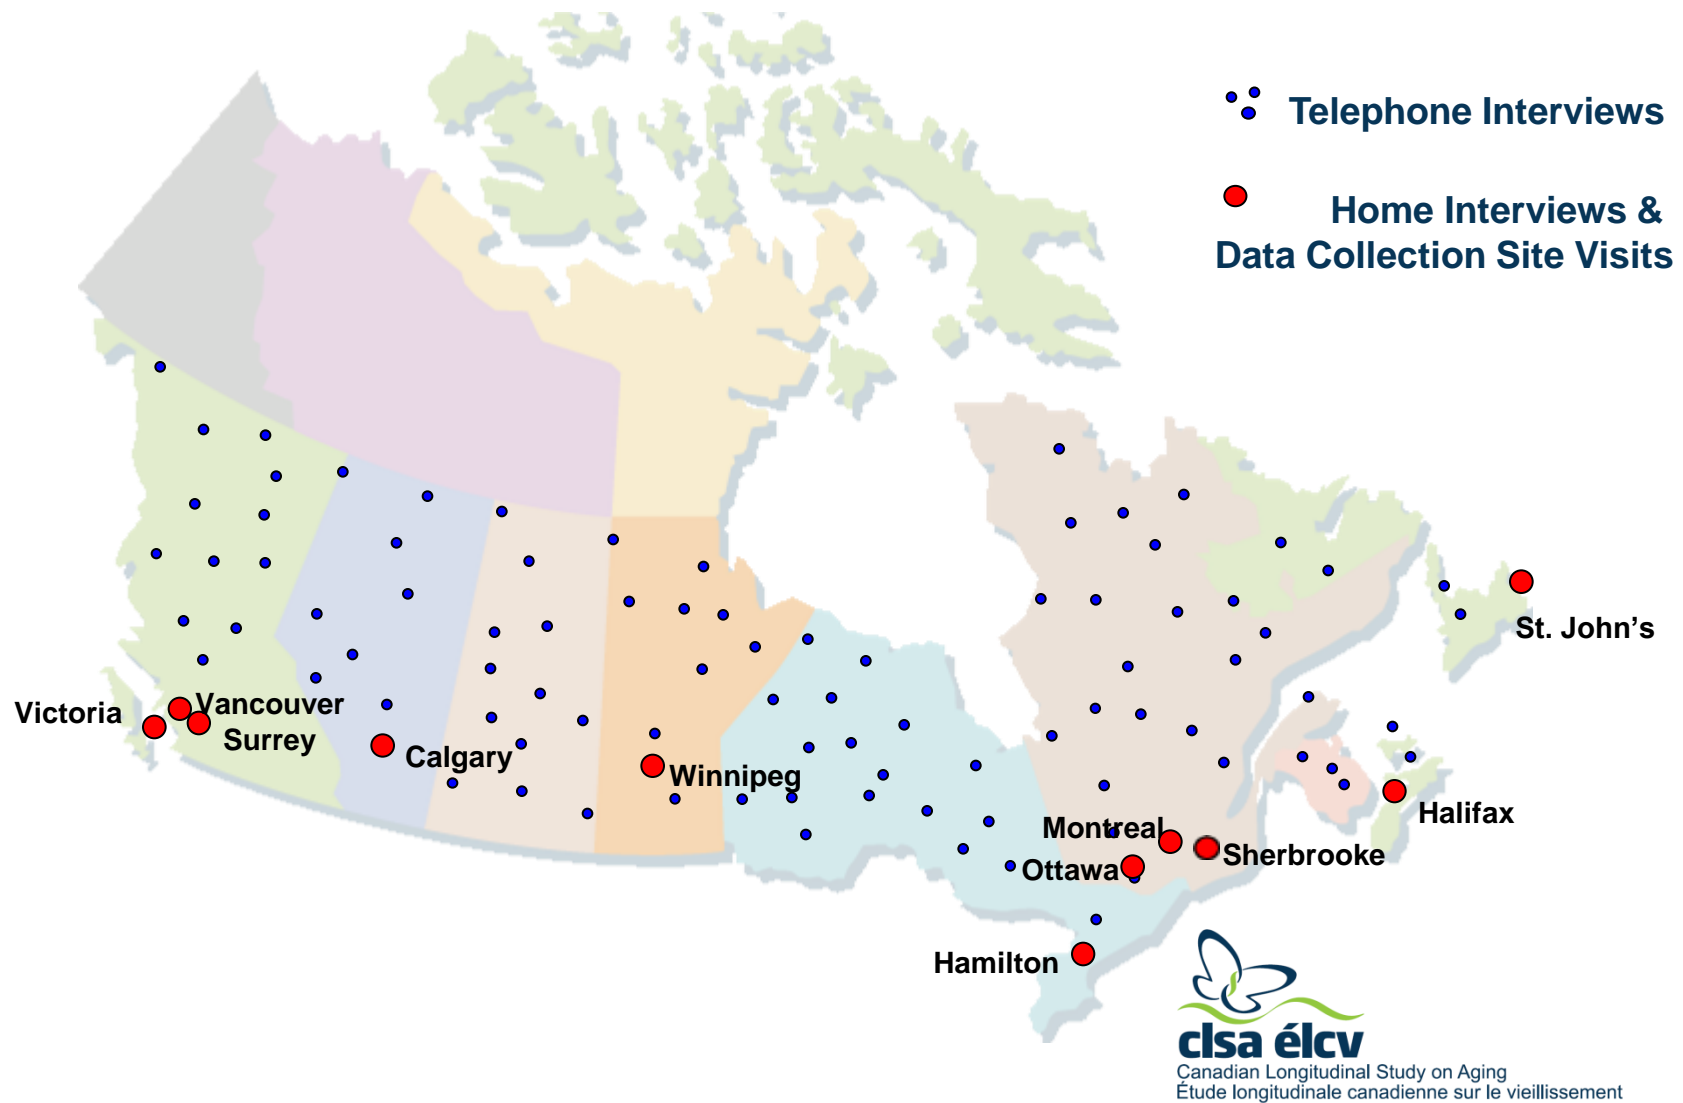 Telephone Interviews
Home Interviews &
Data Collection Site Visits
St. John's
Victoria
Vancouver
Surrey
Calgary
Winnipeg
Halifax
Montreal
Sherbrooke
Ottawa
Hamilton
clsa élcv
Canadian Longitudinal Study on Aging
Étude longitudinale canadienne sur le vieillissement